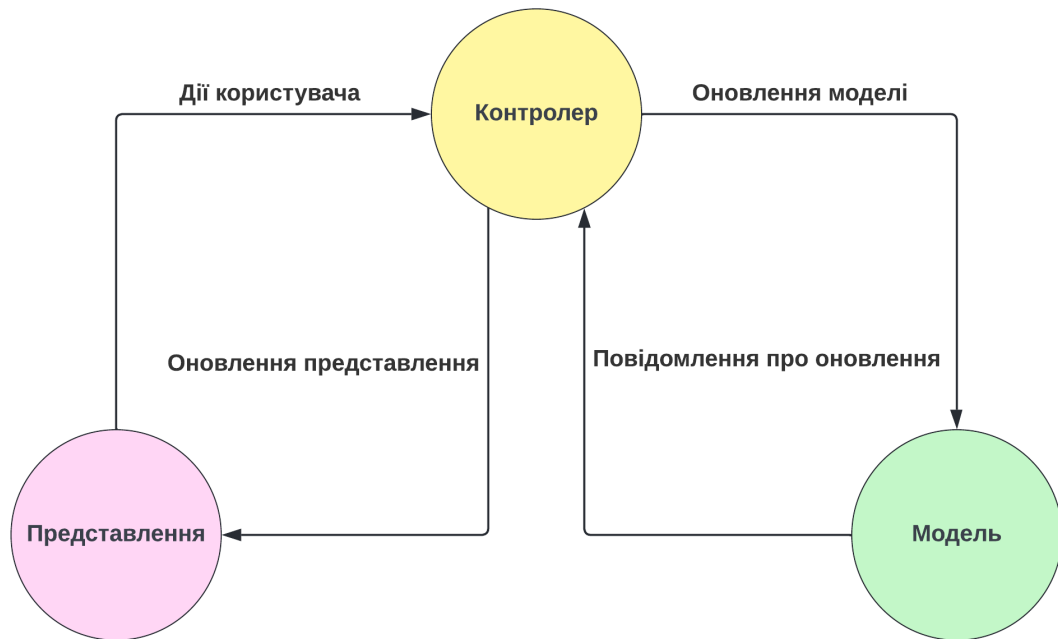 Дії користувача
Контролер
Оновлення моделі
Оновлення представлення
Повідомлення про оновлення
Представлення
Модель